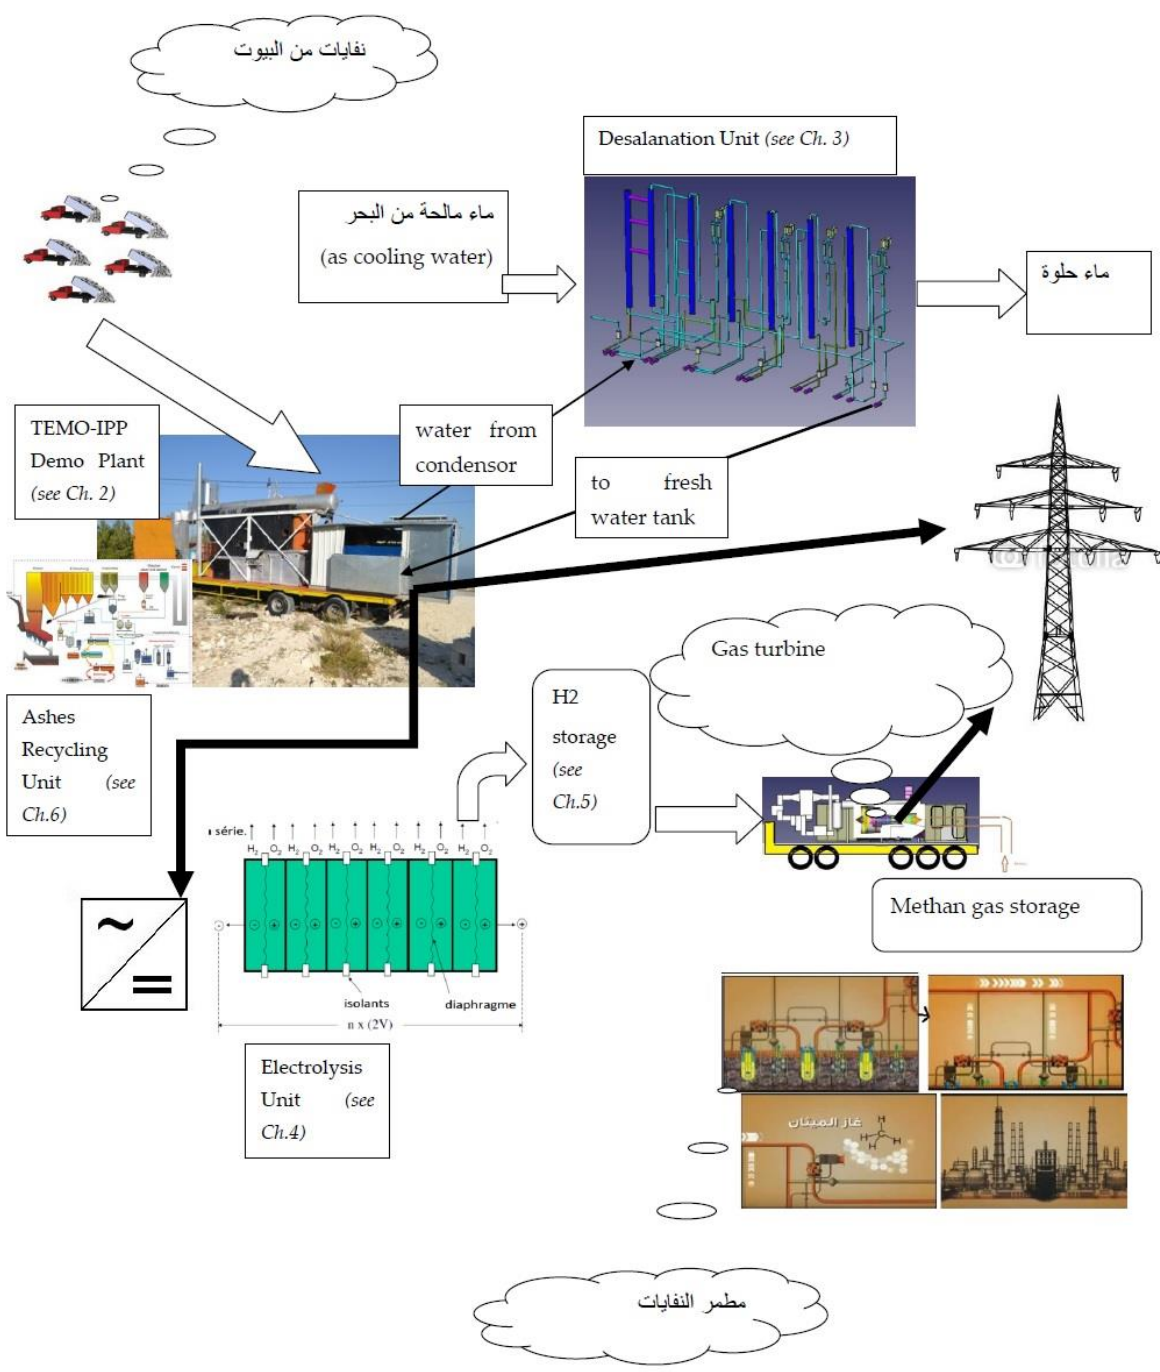 نفايات من البيوت
Desalanation Unit (see Ch. 3)
ماء مالحة من البحر
(as cooling water)
ماء حلوة
TEMO-IPP
Demo Plant
(see Ch. 2)
water from
condensor
to fresh
water tank
Gas turbine
Ashes
Recycling
Unit (see
Ch.6)
H2
storage
(see
Ch.5)
série.
H₂ O₂ H₂ O₂ H₂ O₂ H₂ O₂ H₂ O₂ H₂ O₂
Methan gas storage
~
=
- - + - + - + - + - + - + +
isolants
diaphragme
n x (2V)
Electrolysis
Unit (see
Ch.4)
غاز الميثان
H
C
H
H
H
مطمر النفايات